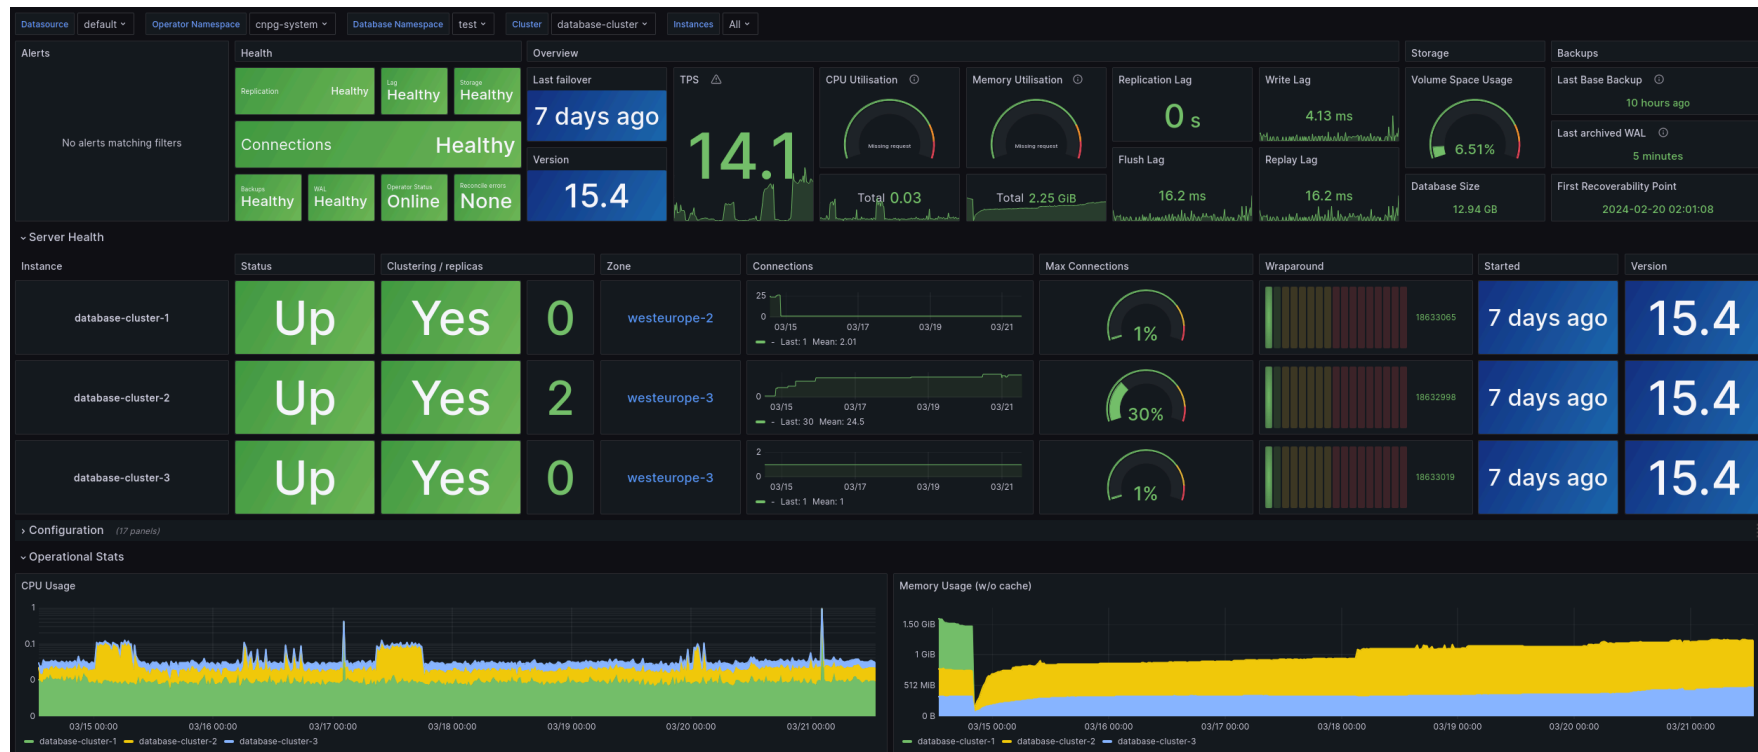 Datasource default Operator Namespace cnpg-system Database Namespace test Cluster database-cluster Instances All
Alerts
No alerts matching filters
Health
Replication Healthy
Lag Healthy
Storage Healthy
Connections Healthy
Backups Healthy
WAL Healthy
Operator Status Online
Reconcile errors None
Overview
Last failover
7 days ago
Version
15.4
TPS
14.1
CPU Utilisation
Missing request
Total 0.03
Memory Utilisation
Missing request
Total 2.25 GiB
Replication Lag
0 s
Write Lag
4.13 ms
Flush Lag
16.2 ms
Replay Lag
16.2 ms
Storage
Volume Space Usage
6.51%
Database Size
12.94 GB
Backups
Last Base Backup
10 hours ago
Last archived WAL
5 minutes
First Recoverability Point
2024-02-20 02:01:08
Server Health
Instance Status Clustering / replicas Zone Connections Max Connections Wraparound Started Version
database-cluster-1 Up Yes 0 westeurope-2
25
0
03/15 03/17 03/19 03/21
- Last: 1 Mean: 2.01
1%
18633065
7 days ago
15.4
database-cluster-2 Up Yes 2 westeurope-3
0
03/15 03/17 03/19 03/21
- Last: 30 Mean: 24.5
30%
18632998
7 days ago
15.4
database-cluster-3 Up Yes 0 westeurope-3
2
0
03/15 03/17 03/19 03/21
- Last: 1 Mean: 1
1%
18633019
7 days ago
15.4
Configuration (17 panels)
Operational Stats
CPU Usage
1
0.1
0
0
03/15 00:00 03/16 00:00 03/17 00:00 03/18 00:00 03/19 00:00 03/20 00:00 03/21 00:00
database-cluster-1 database-cluster-2 database-cluster-3
Memory Usage (w/o cache)
1.50 GiB
1 GiB
512 MiB
0 B
03/15 00:00 03/16 00:00 03/17 00:00 03/18 00:00 03/19 00:00 03/20 00:00 03/21 00:00
database-cluster-1 database-cluster-2 database-cluster-3